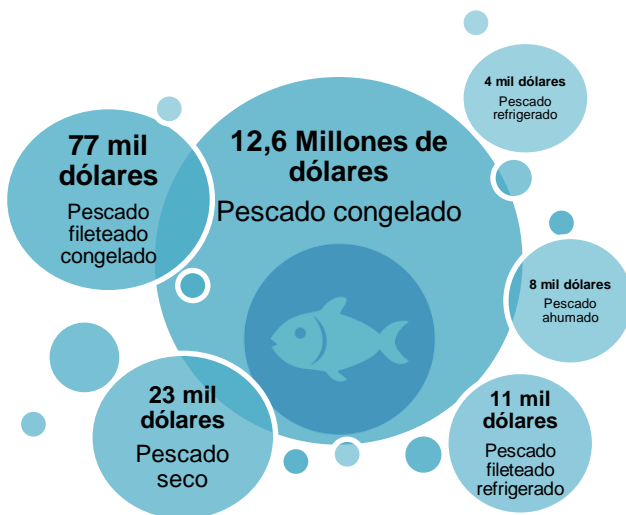 77 mil
dólares
Pescado
fileteado
congelado
12,6 Millones de
dólares
Pescado congelado
4 mil dólares
Pescado
refrigerado
8 mil dólares
Pescado
ahumado
23 mil
dólares
Pescado
seco
11 mil
dólares
Pescado
fileteado
refrigerado